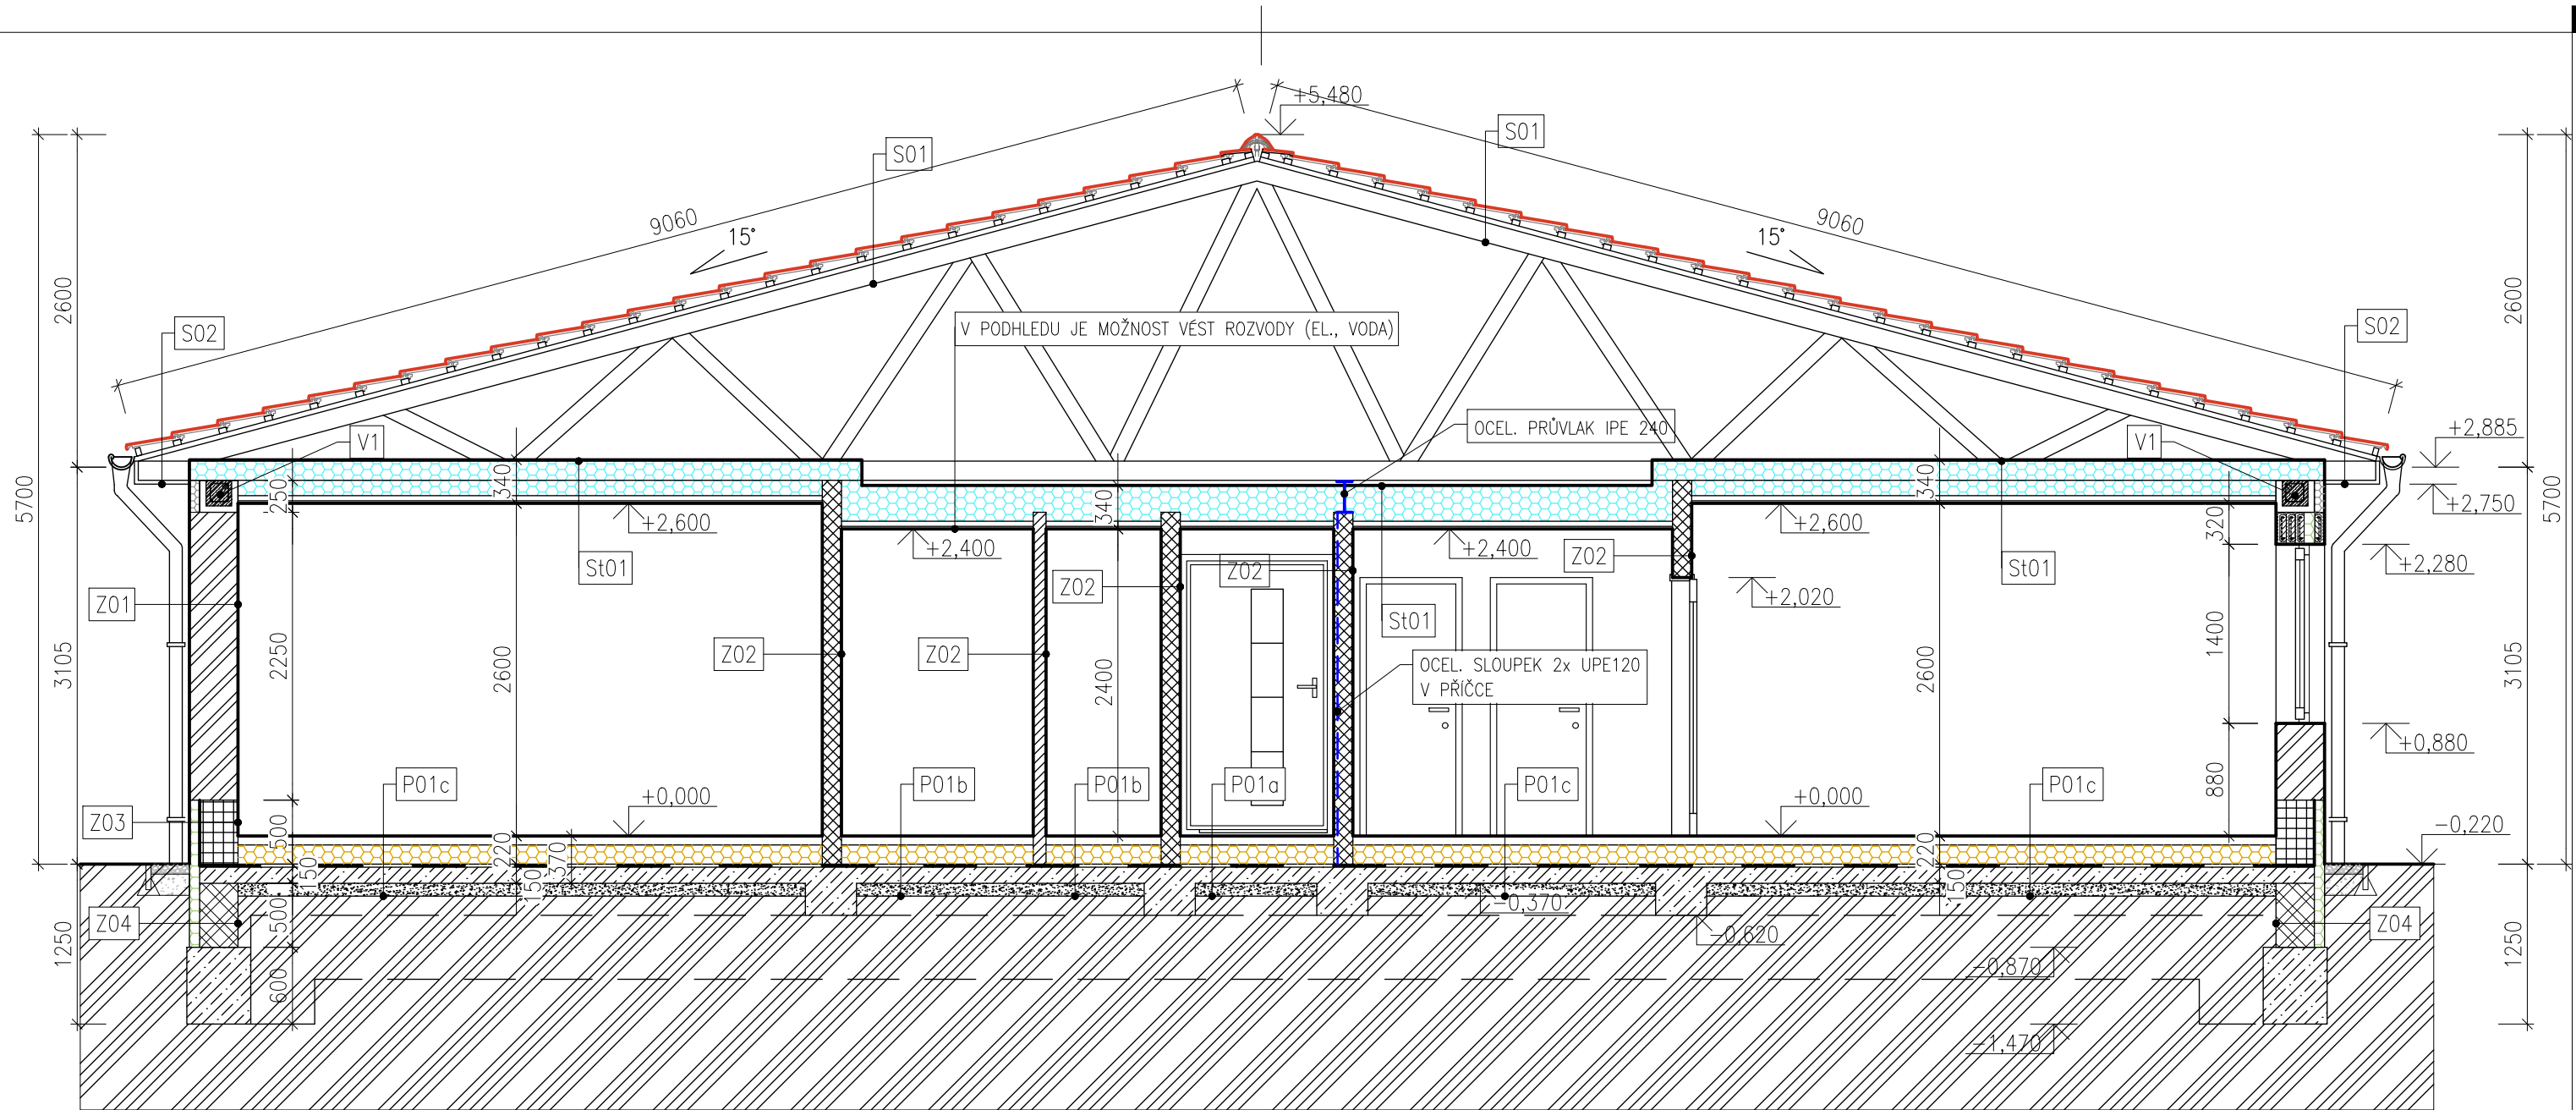 +5,480
S01
S01
9060
9060
15°
15°
2600
2600
5700
5700
S02
S02
V PODHLEDU JE MOŽNOST VÉST ROZVODY (EL., VODA)
OCEL. PRŮVLAK IPE 240
V1
V1
+2,885
+2,750
250
340
340
340
320
+2,600
+2,400
+2,400
+2,600
+2,280
St01
St01
St01
Z01
Z02
Z02
Z02
Z02
Z02
+2,020
2250
2600
2400
2600
1400
3105
3105
OCEL. SLOUPEK 2x UPE120
V PŘÍČCE
+0,880
P01c
P01b
P01b
P01a
P01c
P01c
+0,000
+0,000
880
Z03
-0,220
500
220
370
220
150
150
150
-0,370
Z04
Z04
500
-0,620
1250
1250
-0,870
600
-1,470